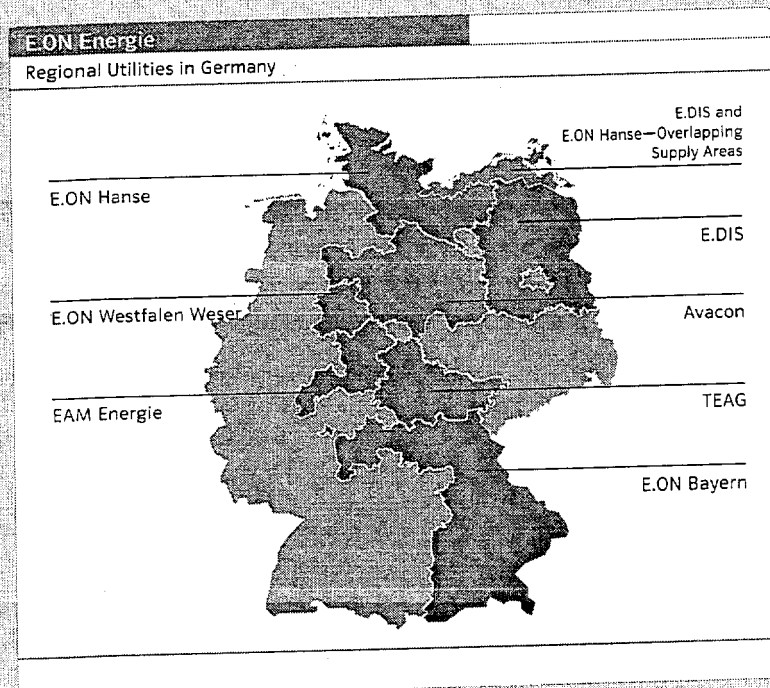 E.ON Energie
Regional Utilities in Germany
E.DIS and
E.ON Hanse—Overlapping
Supply Areas
E.ON Hanse
E.DIS
E.ON Westfalen Weser
Avacon
EAM Energie
TEAG
E.ON Bayern